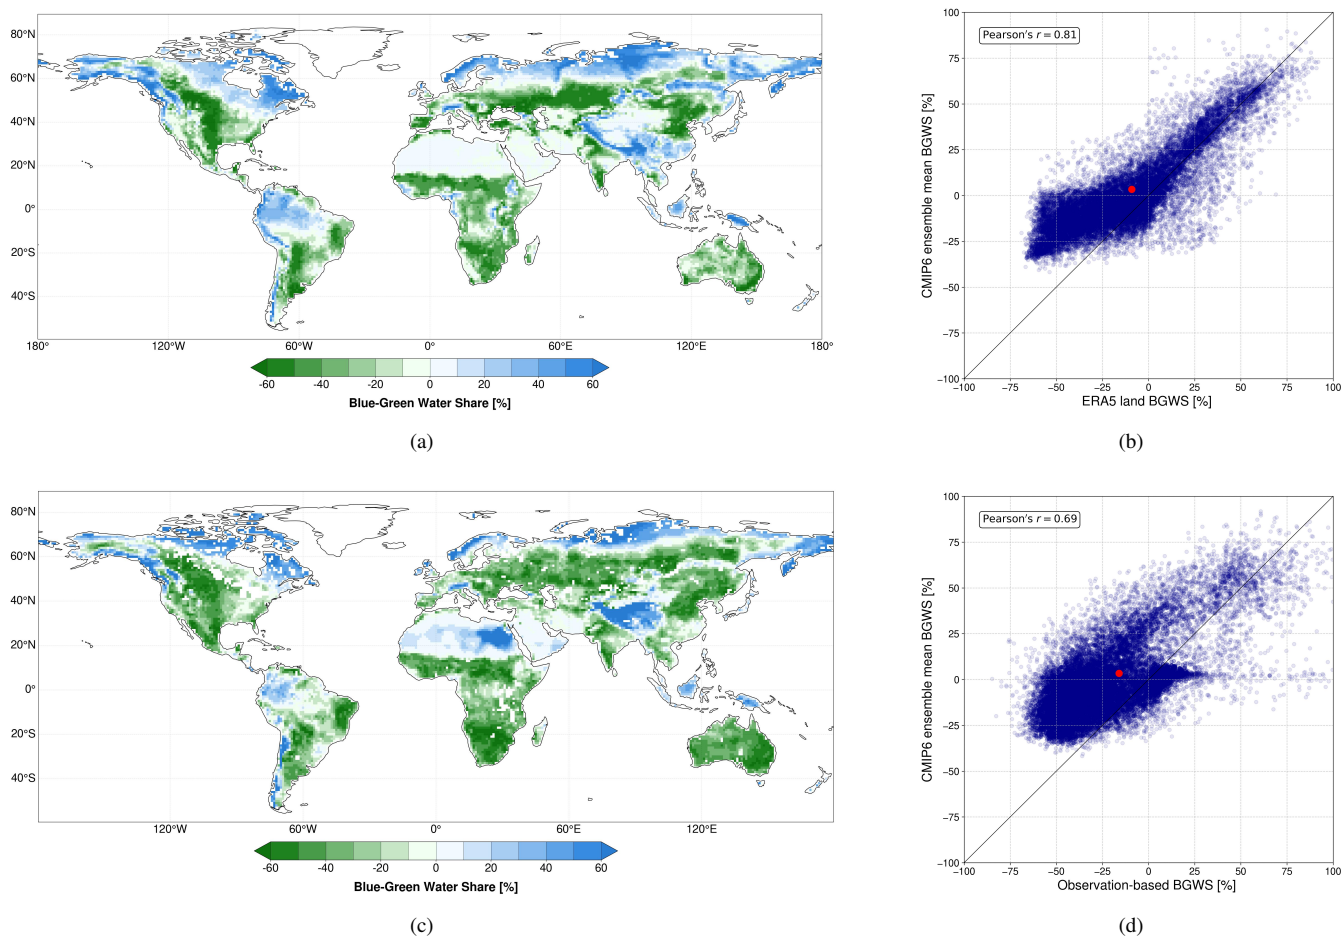 80°N
60°N
40°N
20°N
0°
20°S
40°S
180°
120°W
60°W
0°
60°E
120°E
180°
-60
-40
-20
0
20
40
60
Blue-Green Water Share [%]
(a)
Pearson's r = 0.81
CMIP6 ensemble mean BGWS [%]
100
75
50
25
0
−25
−50
−75
−100
−100
−75
−50
−25
0
25
50
75
100
ERA5 land BGWS [%]
(b)
80°N
60°N
40°N
20°N
0°
20°S
40°S
120°W
60°W
0°
60°E
120°E
-60
-40
-20
0
20
40
60
Blue-Green Water Share [%]
(c)
Pearson's r = 0.69
CMIP6 ensemble mean BGWS [%]
100
75
50
25
0
−25
−50
−75
−100
−100
−75
−50
−25
0
25
50
75
100
Observation-based BGWS [%]
(d)